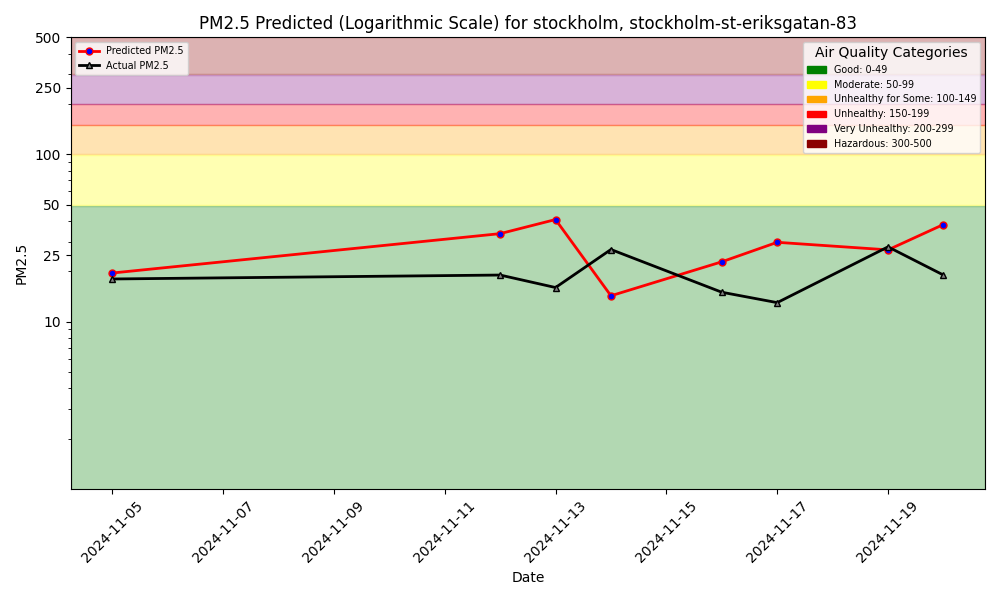 PM2.5 Predicted (Logarithmic Scale) for stockholm, stockholm-st-eriksgatan-83
Predicted PM2.5
Actual PM2.5
Air Quality Categories
Good: 0-49
Moderate: 50-99
Unhealthy for Some: 100-149
Unhealthy: 150-199
Very Unhealthy: 200-299
Hazardous: 300-500
500
250
100
50
25
10
PM2.5
2024-11-05
2024-11-07
2024-11-09
2024-11-11
2024-11-13
2024-11-15
2024-11-17
2024-11-19
Date